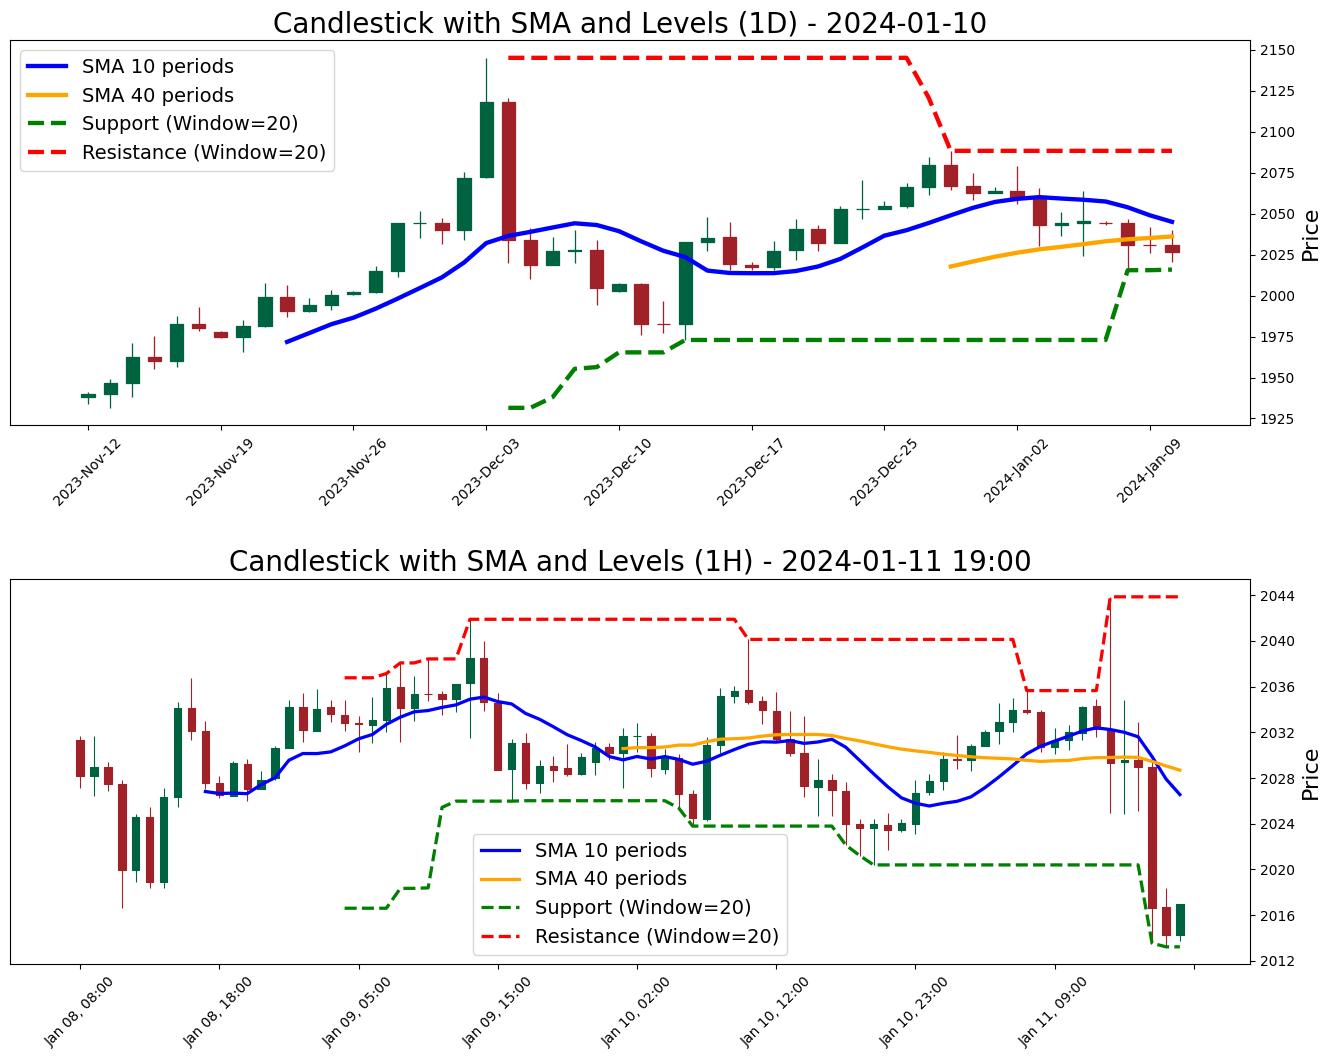 Candlestick with SMA and Levels (1D) - 2024-01-10
SMA 10 periods
SMA 40 periods
Support (Window=20)
Resistance (Window=20)
2150
2125
2100
2075
2050
2025
2000
1975
1950
1925
Price
2023-Nov-12
2023-Nov-19
2023-Nov-26
2023-Dec-03
2023-Dec-10
2023-Dec-17
2023-Dec-25
2024-Jan-02
2024-Jan-09
Candlestick with SMA and Levels (1H) - 2024-01-11 19:00
2044
2040
2036
2032
2028
2024
2020
2016
2012
Price
SMA 10 periods
SMA 40 periods
Support (Window=20)
Resistance (Window=20)
Jan 08, 08:00
Jan 08, 18:00
Jan 09, 05:00
Jan 09, 15:00
Jan 10, 02:00
Jan 10, 12:00
Jan 10, 23:00
Jan 11, 09:00